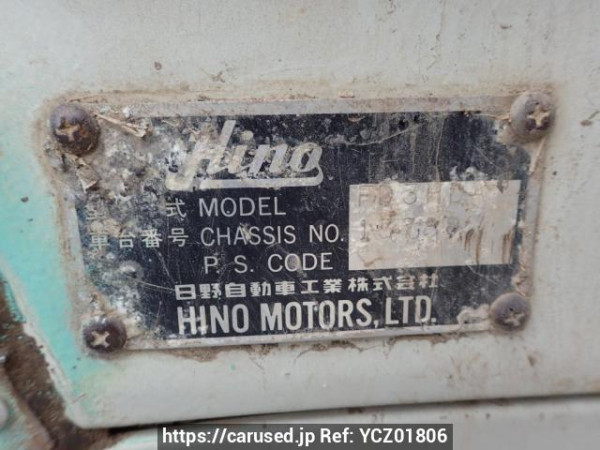 Hino
型式 MODEL
車台番号 CHASSIS NO.
P. S. CODE
日野自動車工業株式会社
HINO MOTORS, LTD.
https://carused.jp Ref: YCZ01806